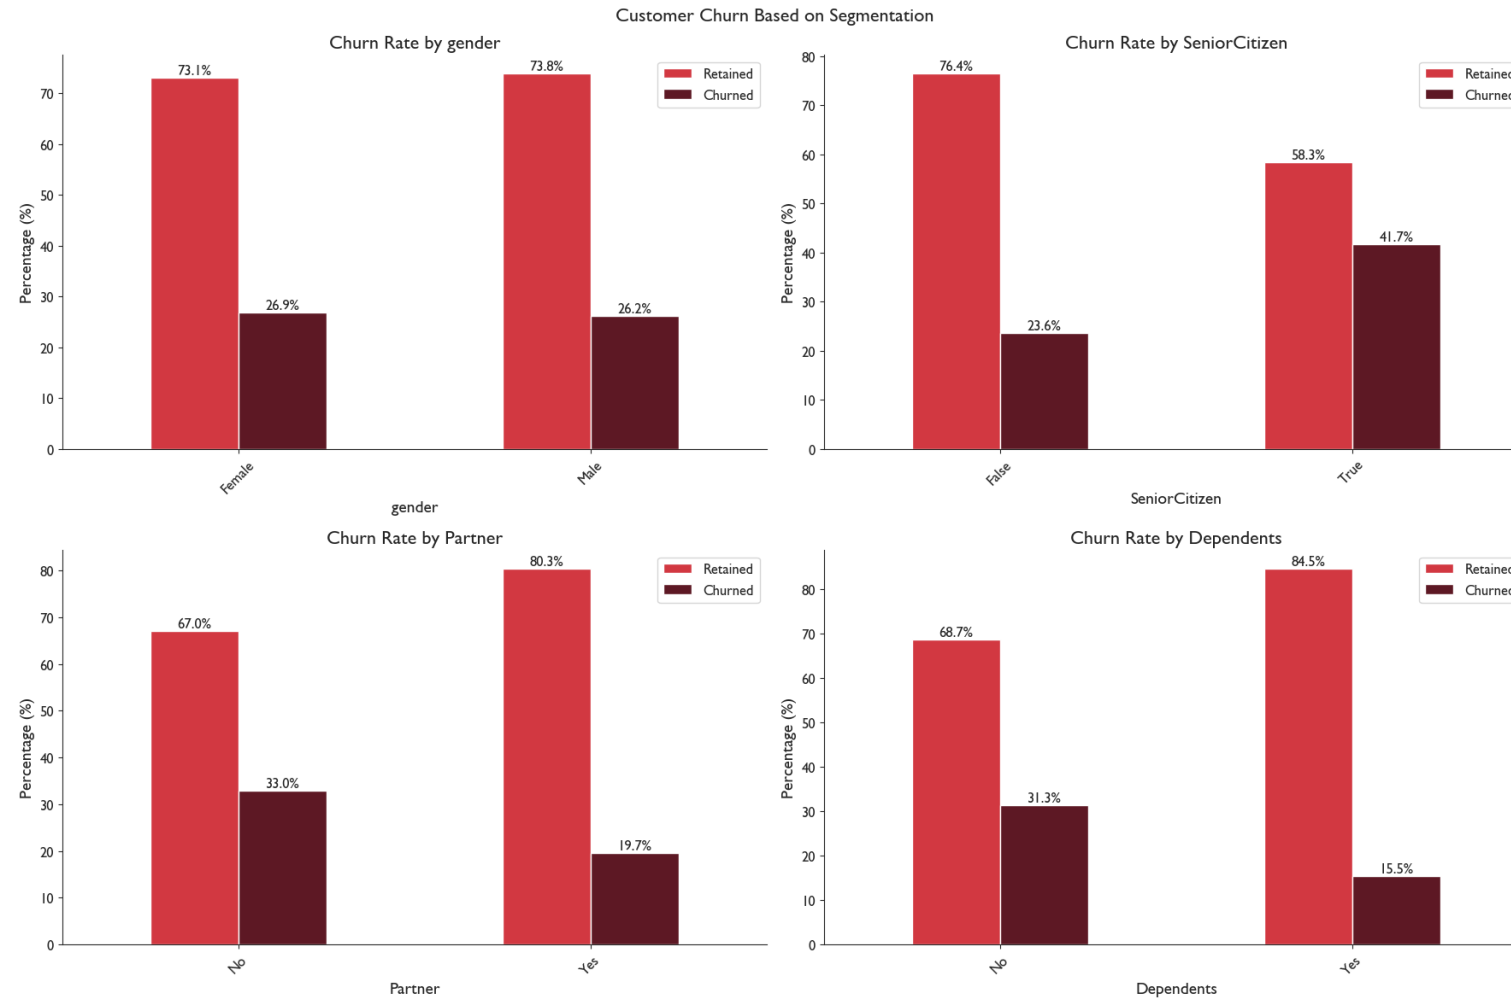 Customer Churn Based on Segmentation
Churn Rate by gender
Retained
Churned
Percentage (%)
70
60
50
40
30
20
10
0
73.1%
26.9%
73.8%
26.2%
Female
Male
gender
Churn Rate by SeniorCitizen
Retained
Churned
Percentage (%)
80
70
60
50
40
30
20
10
0
76.4%
23.6%
58.3%
41.7%
False
True
SeniorCitizen
Churn Rate by Partner
Retained
Churned
Percentage (%)
80
70
60
50
40
30
20
10
0
67.0%
33.0%
80.3%
19.7%
No
Yes
Partner
Churn Rate by Dependents
Retained
Churned
Percentage (%)
80
70
60
50
40
30
20
10
0
68.7%
31.3%
84.5%
15.5%
No
Yes
Dependents